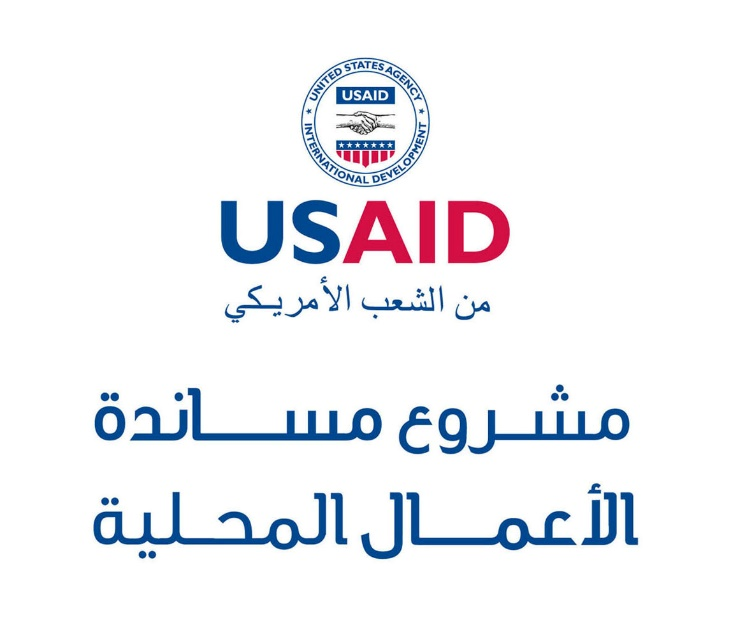 UNITED STATES AGENCY
USAID
INTERNATIONAL DEVELOPMENT
USAID
من الشعب الأمريكي
مشروع مساندة
الأعمال المحلية